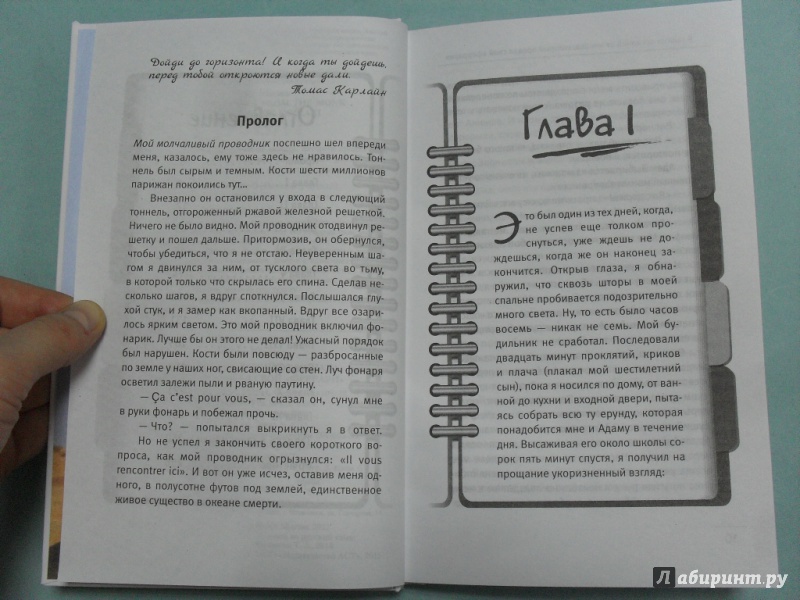 Дойди до горизонта! И когда ты дойдешь,
перед тобой откроются новые дали.
Томас Карлайл
Пролог
Мой молчаливый проводник поспешно шел впереди
меня, казалось, ему тоже здесь не нравилось. Тон-
нель был сырым и темным. Кости шести миллионов
парижан покоились тут...
Внезапно он остановился у входа в следующий
тоннель, отгороженный ржавой железной решеткой.
Ничего не было видно. Мой проводник отодвинул ре-
шетку и пошел дальше. Притормозив, он обернулся,
чтобы убедиться, что я не отстаю. Неуверенным ша-
гом я двинулся за ним, от тусклого света во тьму,
в которой только что скрылась его спина. Сделав не-
сколько шагов, я вдруг споткнулся. Послышался глу-
хой стук, и я замер как вкопанный. Вдруг все озари-
лось ярким светом. Это мой проводник включил фо-
нарик. Лучше бы он этого не делал! Ужасный порядок
был нарушен. Кости были повсюду — разбросанные
по земле у наших ног, свисающие со стен. Луч фонаря
осветил залежи пыли и рваную паутину.
— Ça c'est pour vous, — сказал он, сунул мне
в руки фонарь и побежал прочь.
— Что? — попытался выкрикнуть я в ответ.
Но не успел я закончить своего короткого воп-
роса, как мой проводник огрызнулся: «Il vous
rencontrer ici». И вот он уже исчез, оставив меня од-
ного, в полусотне футов под землей, единственное
живое существо в океане смерти.
Глава 1
Это был один из тех дней, когда,
не успев еще толком про-
снуться, уже ждешь не до-
ждешься, когда же он наконец за-
кончится. Открыв глаза, я обна-
ружил, что сквозь шторы в моей
спальне пробивается подозрительно
много света. Ну, то есть было часов
восемь — никак не семь. Мой бу-
дильник не сработал. Последовали
двадцать минут проклятий, криков
и плача (плакал мой шестилетний
сын), пока я носился по дому, от ван-
ной до кухни и входной двери, пыта-
ясь собрать всю ту ерунду, которая
понадобится мне и Адаму в течение
дня. Высаживая его около школы со-
рок пять минут спустя, я получил на
прощание укоризненный взгляд:
Лабиринт.ру